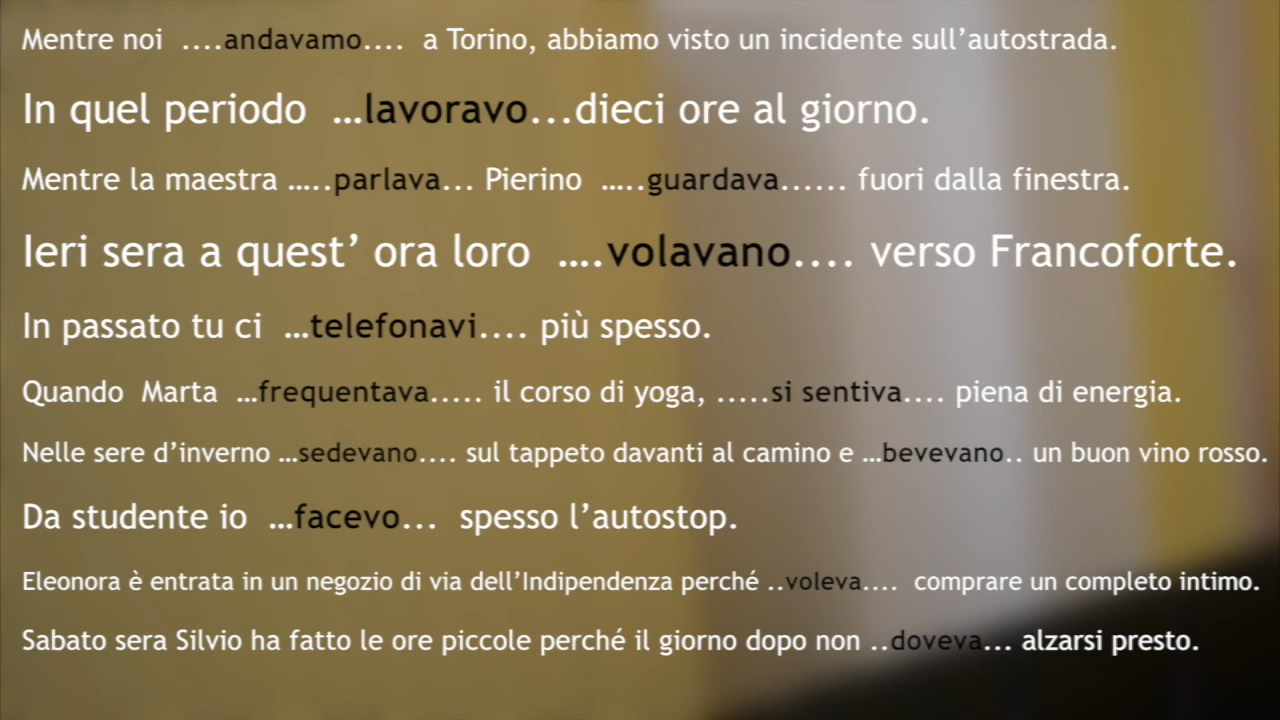 Mentre noi ....andavamo.... a Torino, abbiamo visto un incidente sull’autostrada.
In quel periodo …lavoravo...dieci ore al giorno.
Mentre la maestra …..parlava... Pierino …..guardava...... fuori dalla finestra.
Ieri sera a quest’ ora loro ….volavano.... verso Francoforte.
In passato tu ci …telefonavi.... più spesso.
Quando Marta …frequentava..... il corso di yoga, .....si sentiva.... piena di energia.
Nelle sere d’inverno …sedevano.... sul tappeto davanti al camino e …bevevano.. un buon vino rosso.
Da studente io …facevo... spesso l’autostop.
Eleonora è entrata in un negozio di via dell’Indipendenza perché ..voleva.... comprare un completo intimo.
Sabato sera Silvio ha fatto le ore piccole perché il giorno dopo non ..doveva... alzarsi presto.